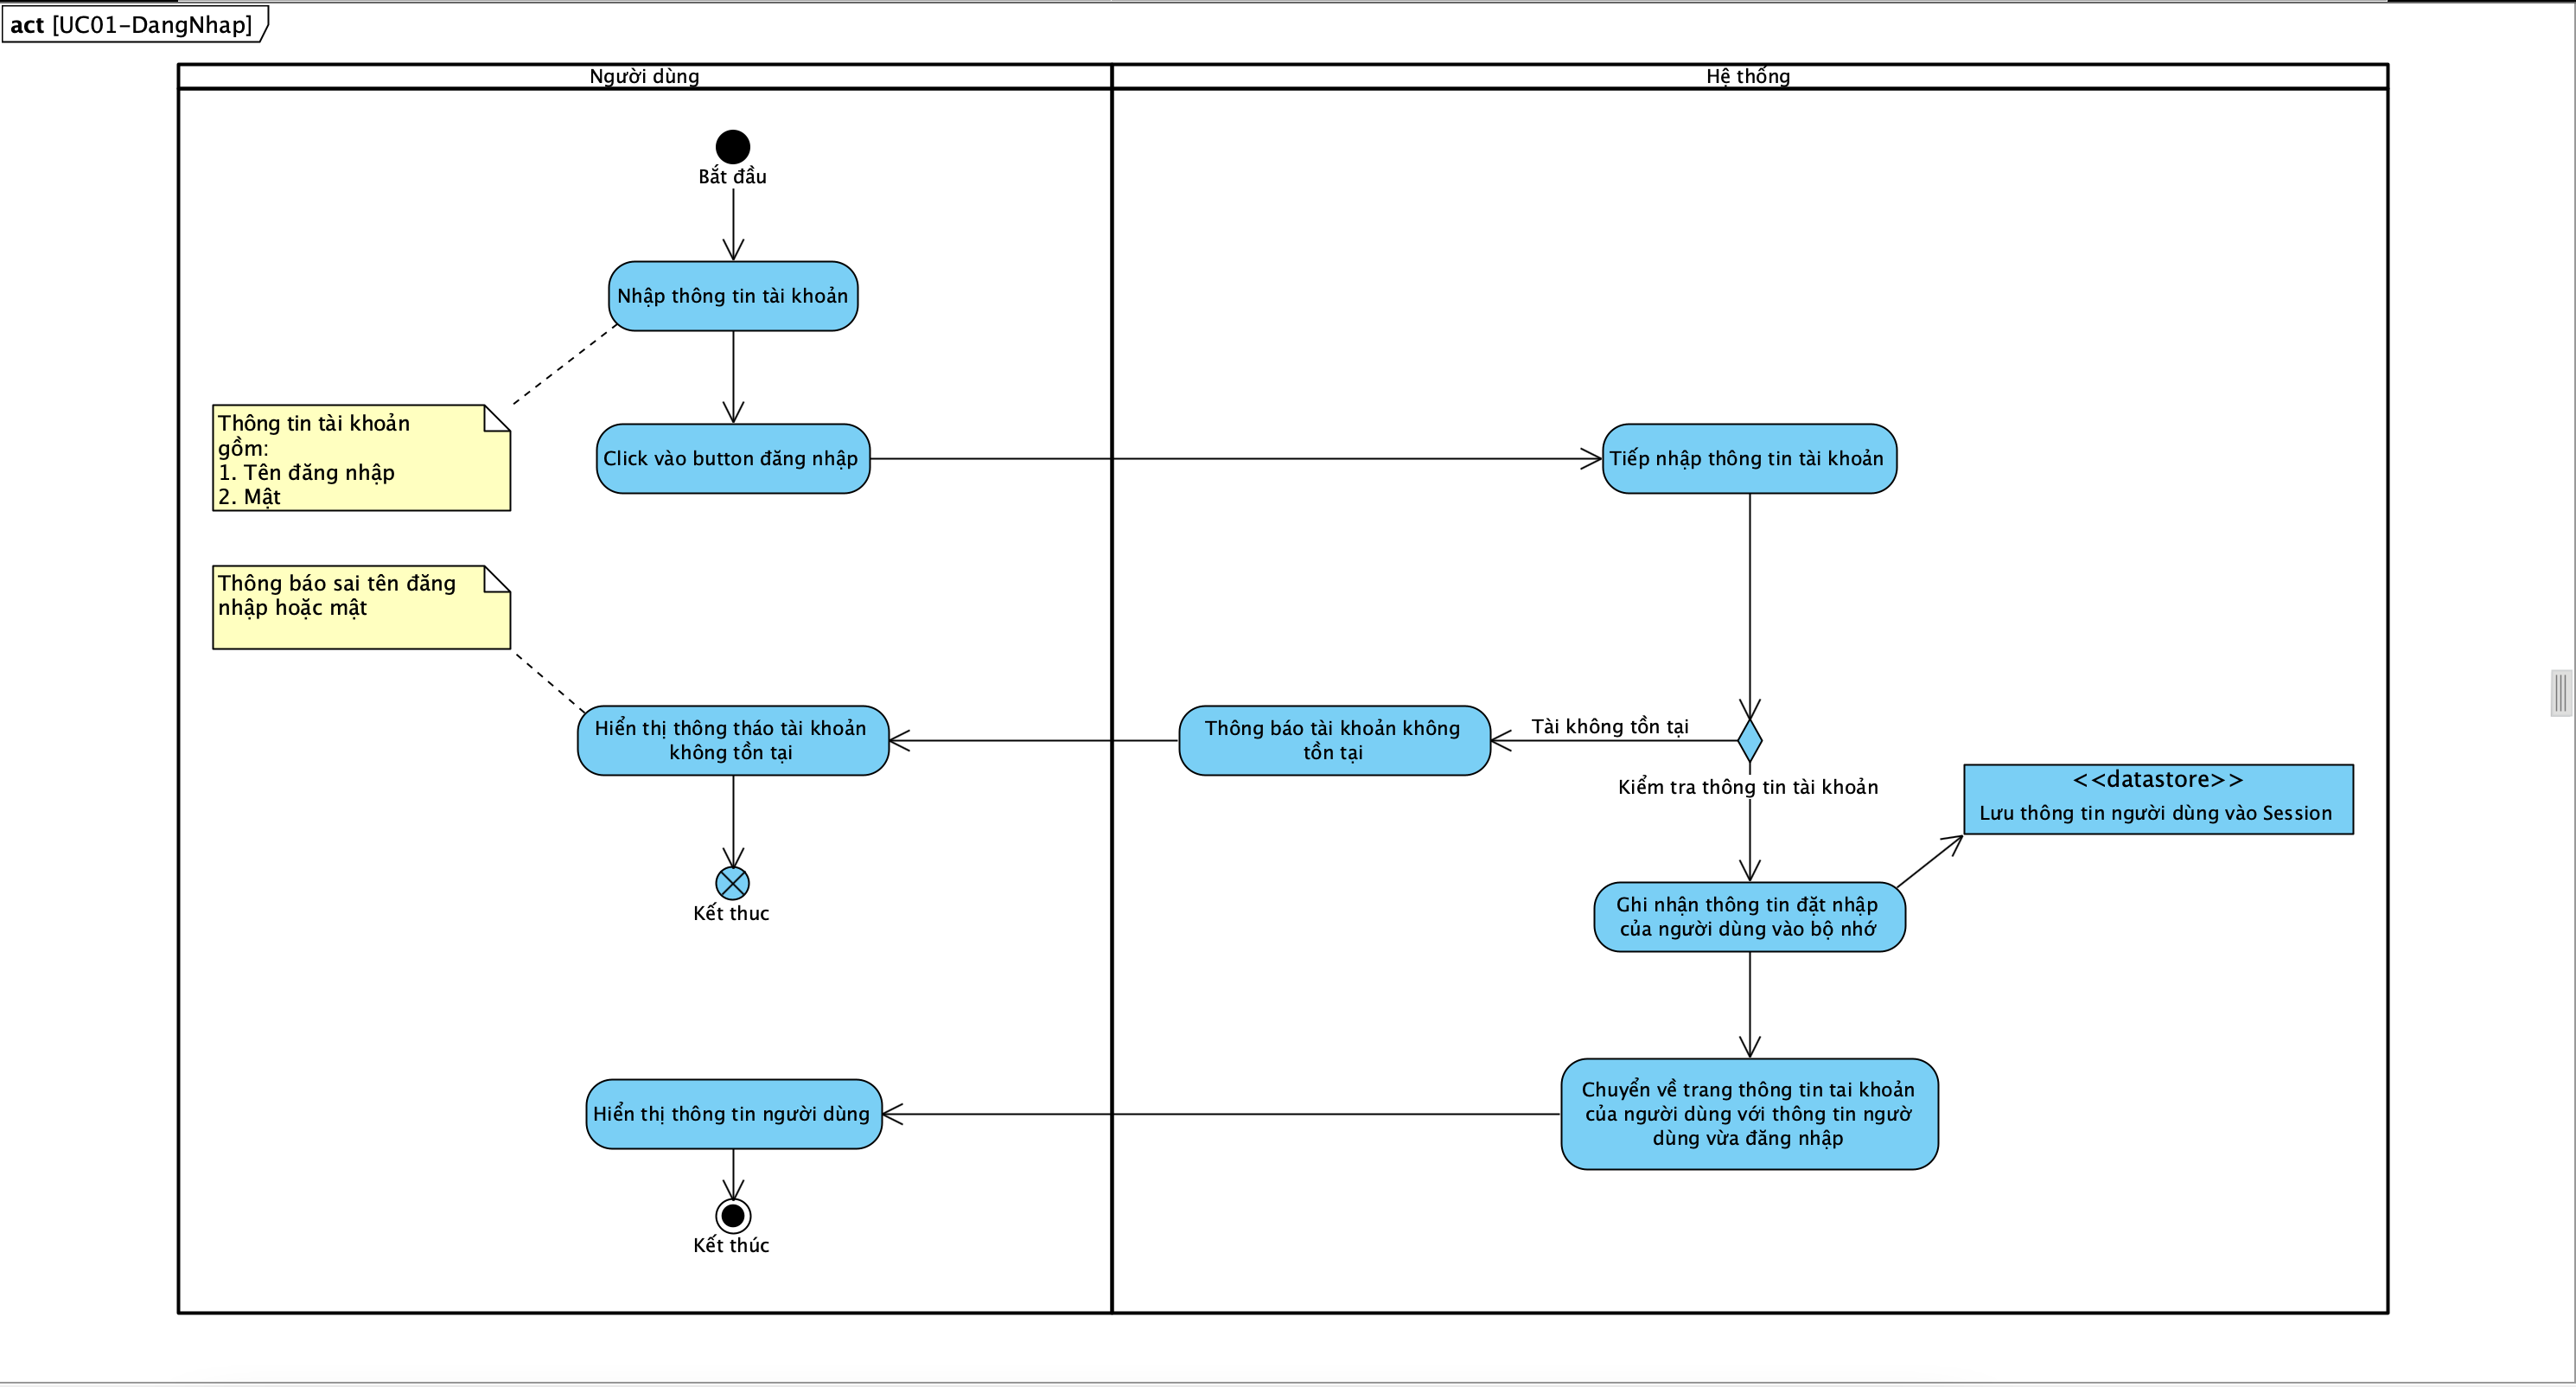 act [UC01-DangNhap]
Người dùng
Hệ thống
Bắt đầu
Nhập thông tin tài khoản
Thông tin tài khoản
gồm:
1. Tên đăng nhập
2. Mật
Click vào button đăng nhập
Tiếp nhập thông tin tài khoản
Thông báo sai tên đăng
nhập hoặc mật
Hiển thị thông tháo tài khoản
không tồn tại
Thông báo tài khoản không
tồn tại
Tài không tồn tại
Kiểm tra thông tin tài khoản
<<datastore>>
Lưu thông tin người dùng vào Session
Kết thuc
Ghi nhận thông tin đặt nhập
của người dùng vào bộ nhớ
Hiển thị thông tin người dùng
Chuyển về trang thông tin tai khoản
của người dùng với thông tin ngườ
dùng vừa đăng nhập
Kết thúc